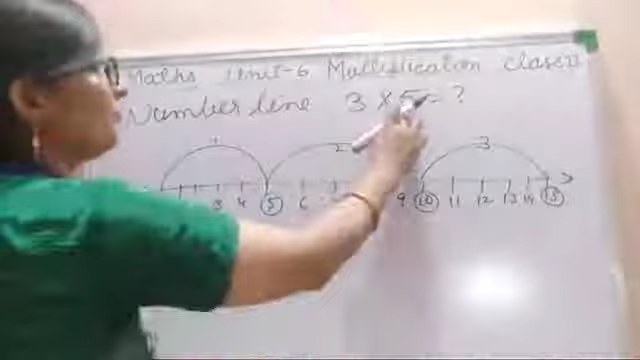 Maths Unit-6 Multiplication class
Number line 3 × 5 = ?
1 2 3
3 4 5 6 9 10 11 12 13 14 15